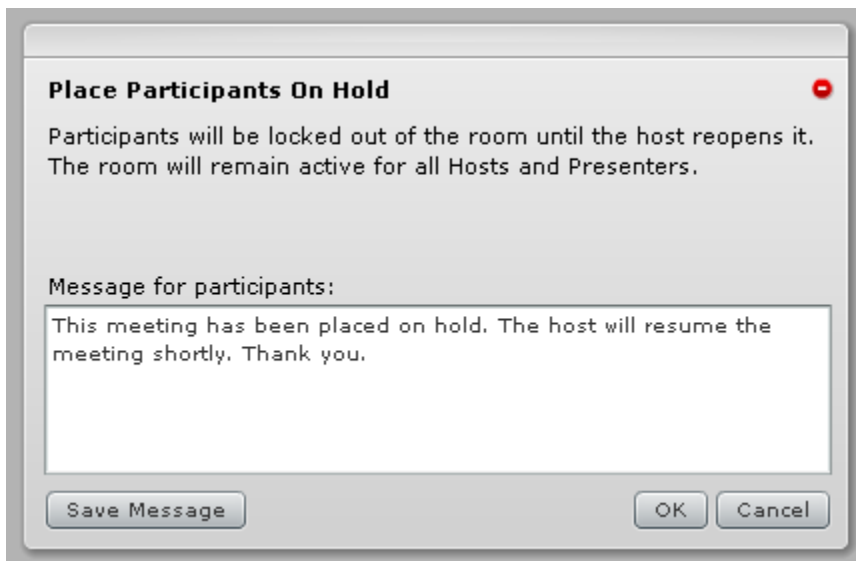 Place Participants On Hold
Participants will be locked out of the room until the host reopens it.
The room will remain active for all Hosts and Presenters.
Message for participants:
This meeting has been placed on hold. The host will resume the
meeting shortly. Thank you.
Save Message
OK
Cancel